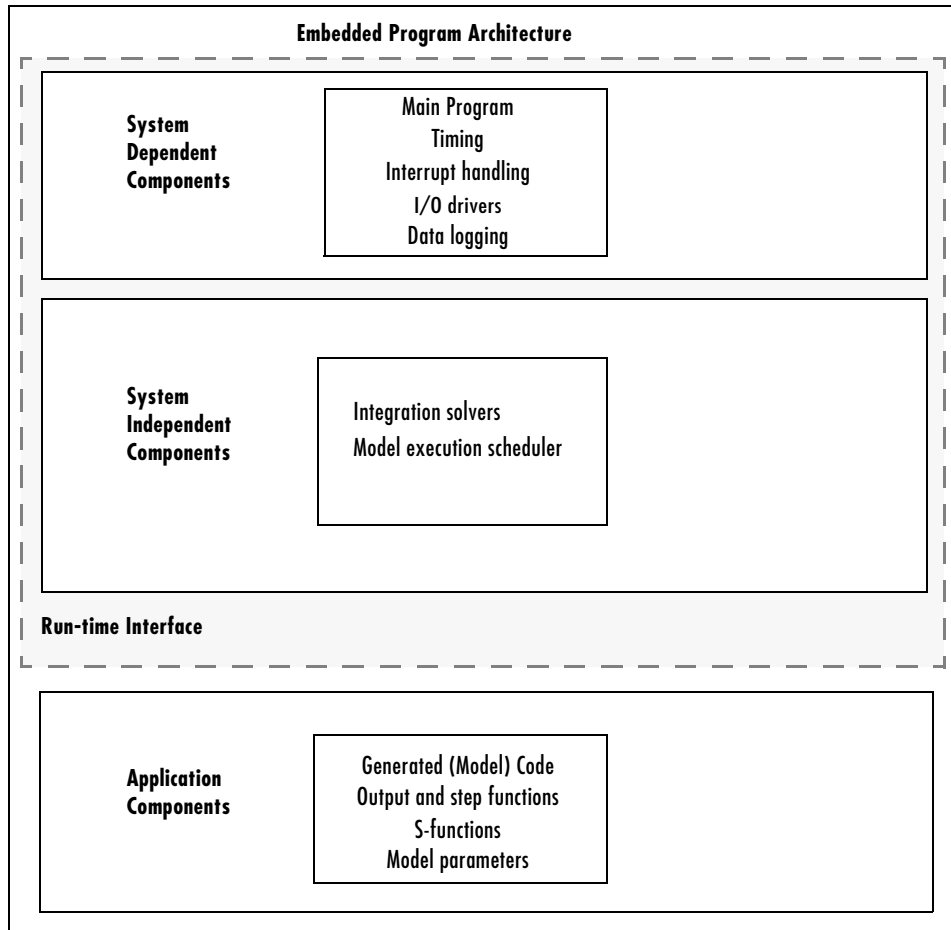 Embedded Program Architecture
System
Dependent
Components
Main Program
Timing
Interrupt handling
I/O drivers
Data logging
System
Independent
Components
Integration solvers
Model execution scheduler
Run-time Interface
Application
Components
Generated (Model) Code
Output and step functions
S-functions
Model parameters